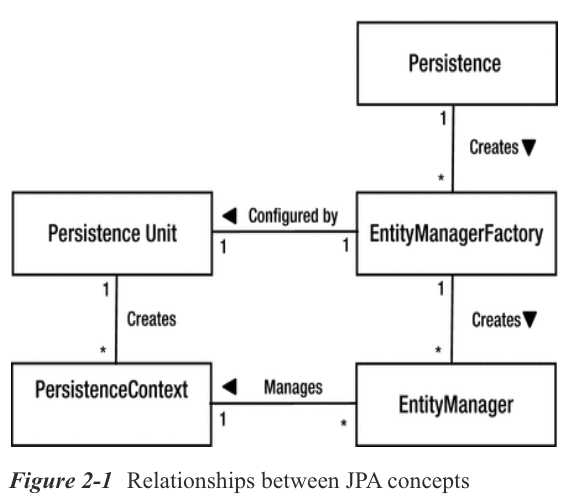 Persistence
1
Creates▼
*
Persistence Unit
◀ Configured by
1
1
EntityManagerFactory
1
Creates
*
1
Creates▼
*
PersistenceContext
◀ Manages
1
*
EntityManager
Figure 2-1 Relationships between JPA concepts